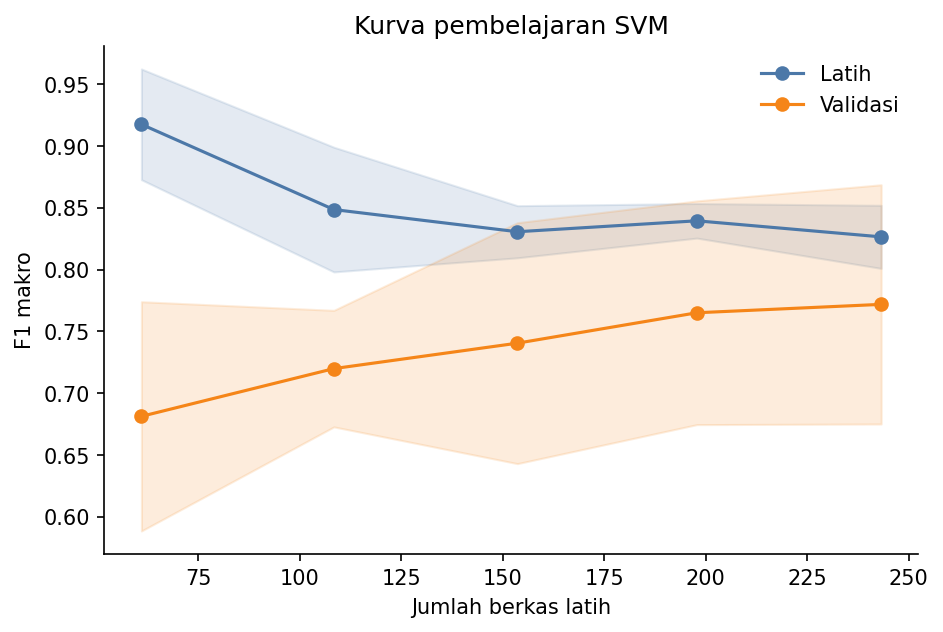 Kurva pembelajaran SVM
Latih
Validasi
F1 makro
0.95
0.90
0.85
0.80
0.75
0.70
0.65
0.60
75 100 125 150 175 200 225 250
Jumlah berkas latih